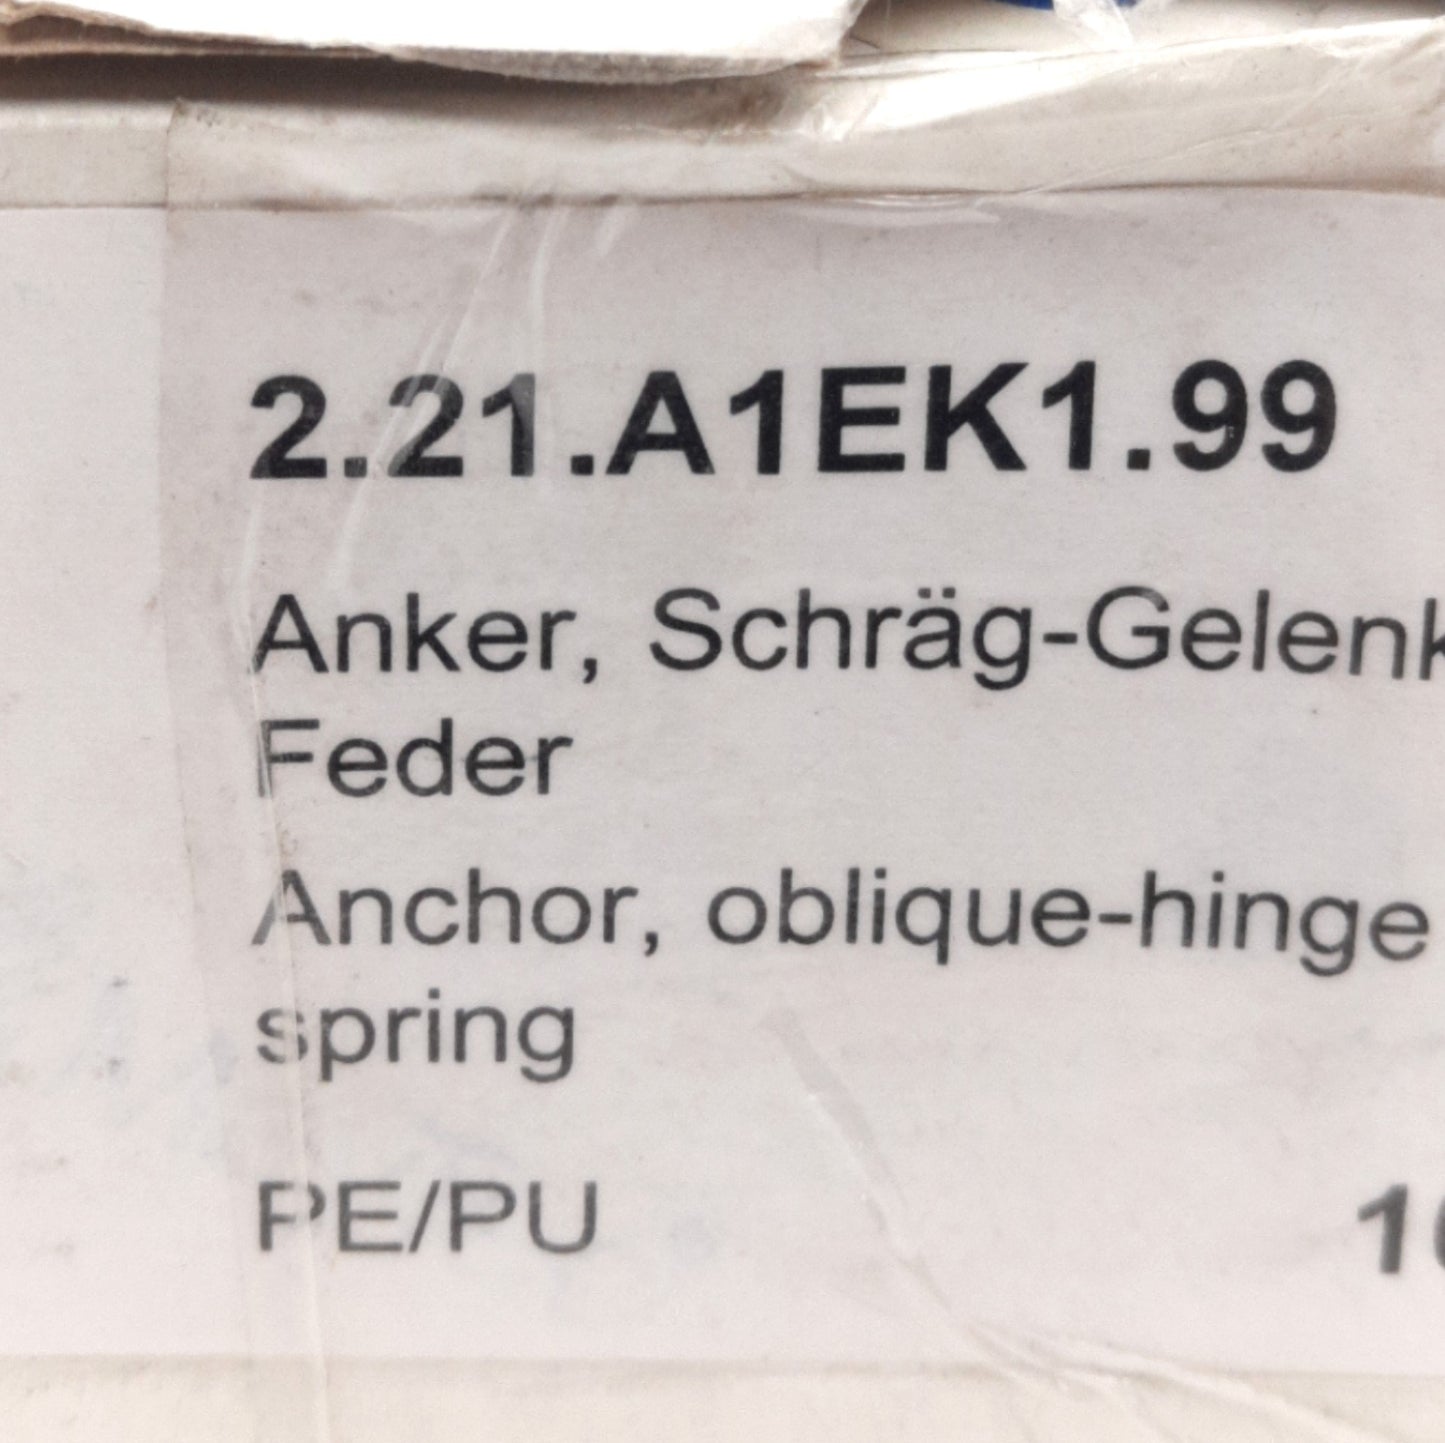 2.21.A1EK1.99
Anker, Schräg-Gelenk
Feder
Anchor, oblique-hinge
spring
PE/PU